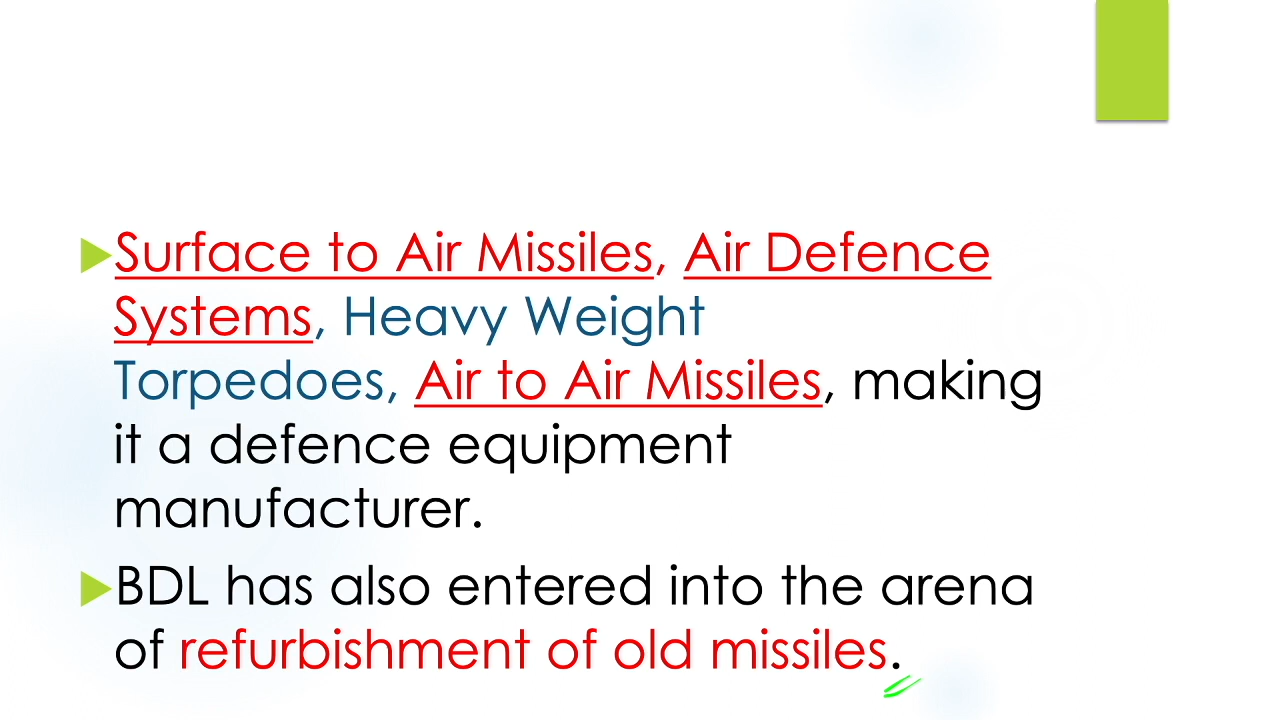 Surface to Air Missiles, Air Defence
Systems, Heavy Weight
Torpedoes, Air to Air Missiles, making
it a defence equipment
manufacturer.
BDL has also entered into the arena
of refurbishment of old missiles.